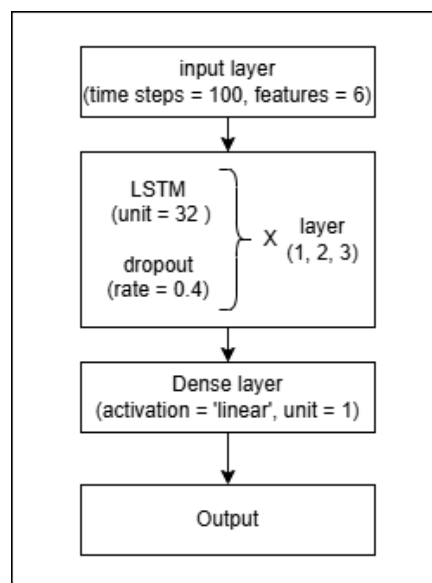 input layer
(time steps = 100, features = 6)
LSTM
(unit = 32 )
dropout
(rate = 0.4)
X
layer
(1, 2, 3)
Dense layer
(activation = 'linear', unit = 1)
Output